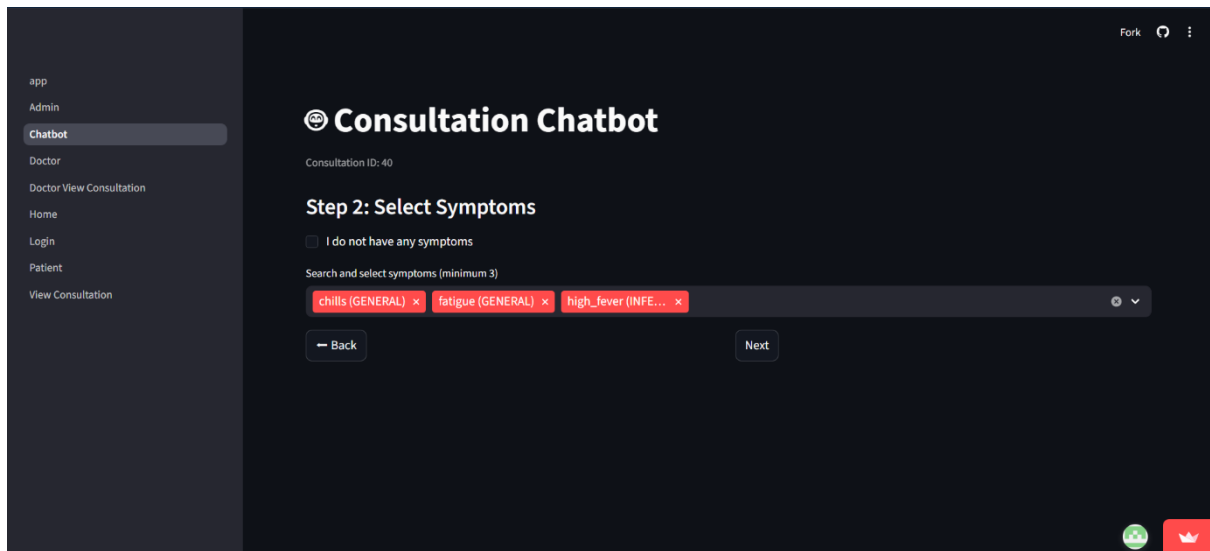 Fork
app
Admin
Chatbot
Doctor
Doctor View Consultation
Home
Login
Patient
View Consultation
Consultation Chatbot
Consultation ID: 40
Step 2: Select Symptoms
I do not have any symptoms
Search and select symptoms (minimum 3)
chills (GENERAL) × fatigue (GENERAL) × high_fever (INFE... ×
Back Next